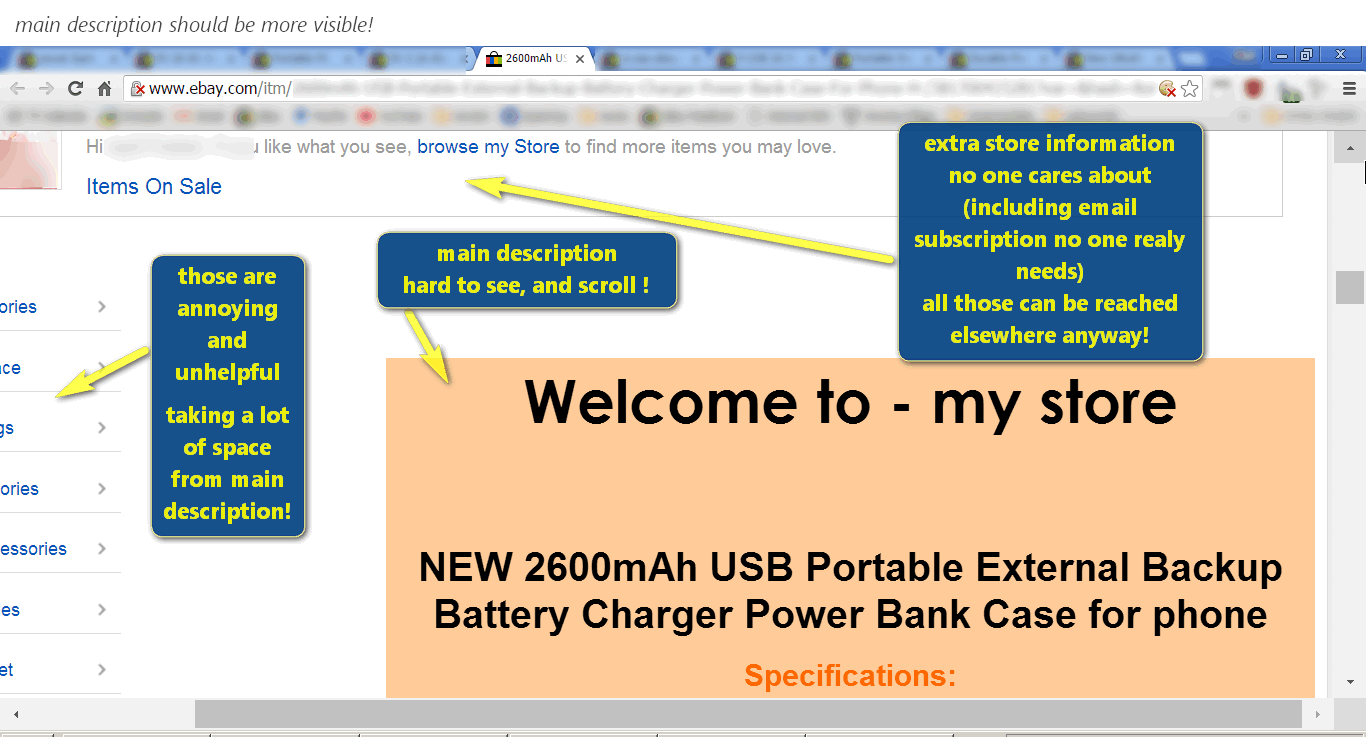 main description should be more visible!
2600mAh US
www.ebay.com/itm/
Hi
u like what you see, browse my Store to find more items you may love.
Items On Sale
extra store information
no one cares about
(including email
subscription no one realy
needs)
all those can be reached
elsewhere anyway!
main description
hard to see, and scroll !
those are
annoying
and
unhelpful
taking a lot
of space
from main
description!
ories
ce
gs
ories
essories
es
et
Welcome to - my store
NEW 2600mAh USB Portable External Backup
Battery Charger Power Bank Case for phone
Specifications: